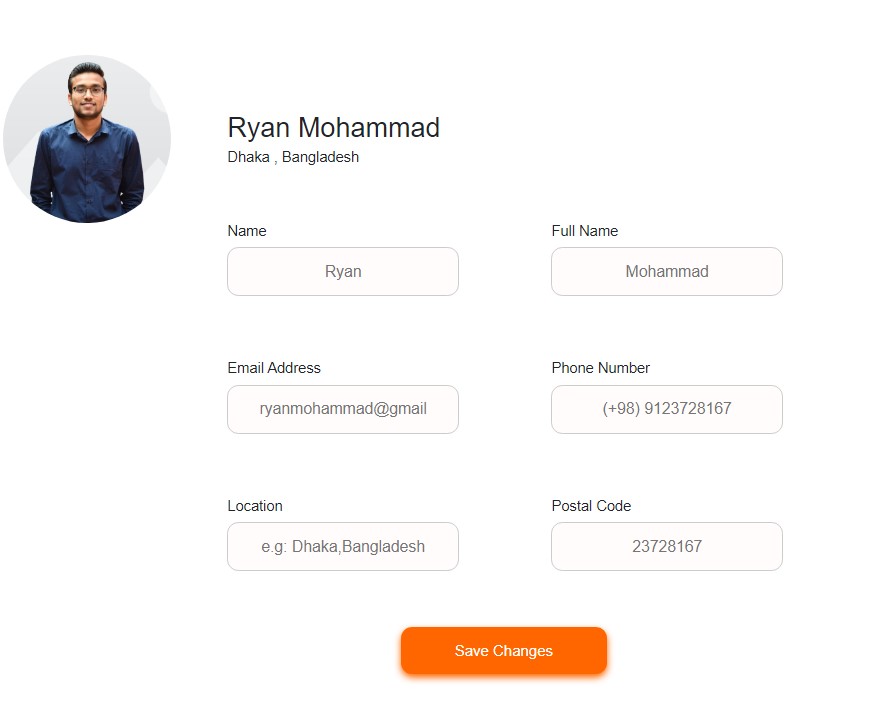 Ryan Mohammad
Dhaka , Bangladesh
Name
Full Name
Ryan
Mohammad
Email Address
Phone Number
ryanmohammad@gmail
(+98) 9123728167
Location
Postal Code
e.g: Dhaka,Bangladesh
23728167
Save Changes